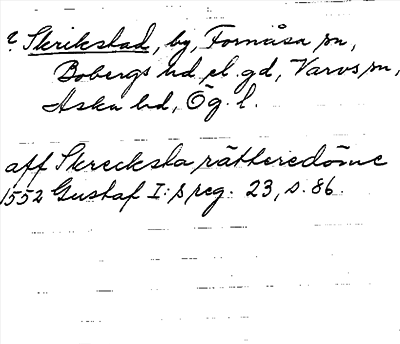 ? Skrikstad, by, Fornåsa sn,
Bobergs hd el. gd, Varvs sn,
Aska hd, Ög. l.
aff Skrecksta rättheredöme
1552 Gustaf I:s reg. 23, s. 86.